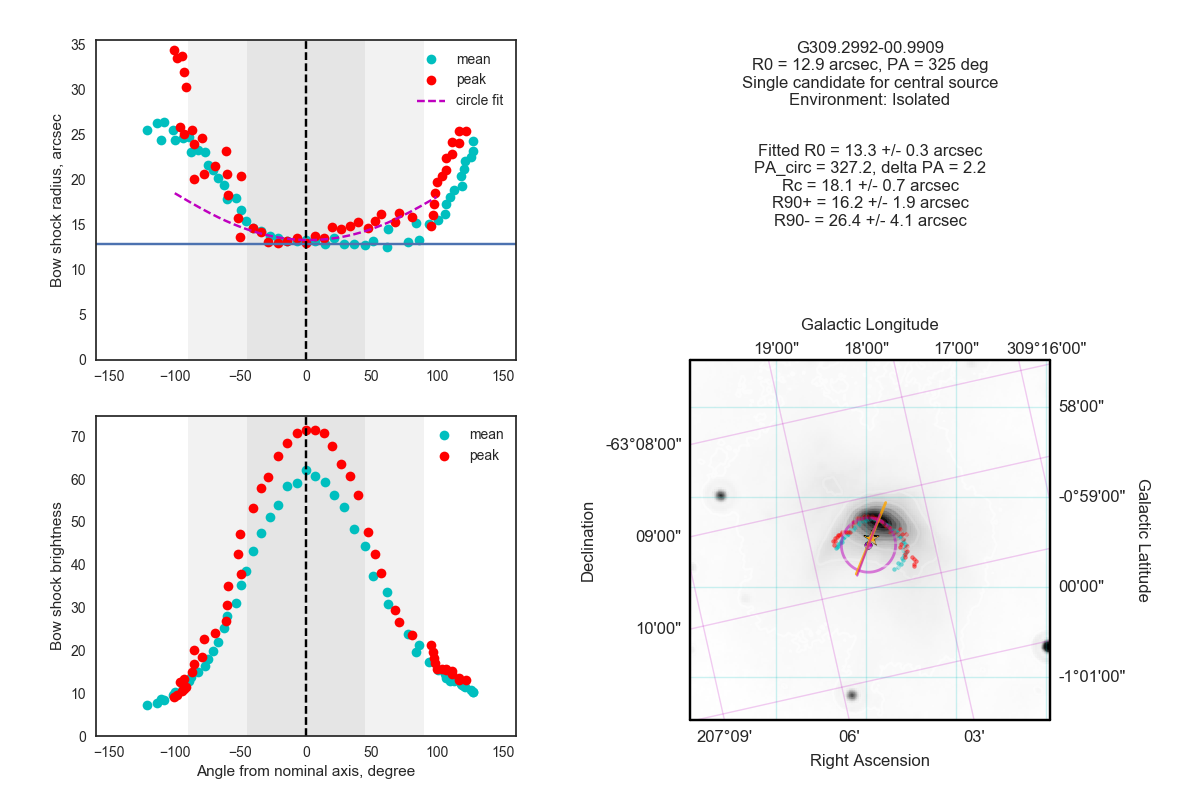 35
30
25
20
15
10
5
0
Bow shock radius, arcsec
mean
peak
circle fit
−150
−100
−50
0
50
100
150
70
60
50
40
30
20
10
0
Bow shock brightness
mean
peak
−150
−100
−50
0
50
100
150
Angle from nominal axis, degree
G309.2992-00.9909
R0 = 12.9 arcsec, PA = 325 deg
Single candidate for central source
Environment: Isolated
Fitted R0 = 13.3 +/- 0.3 arcsec
PA_circ = 327.2, delta PA = 2.2
Rc = 18.1 +/- 0.7 arcsec
R90+ = 16.2 +/- 1.9 arcsec
R90- = 26.4 +/- 4.1 arcsec
Galactic Longitude
19'00" 18'00" 17'00" 309°16'00"
58'00"
-63°08'00"
-0°59'00"
09'00"
00'00"
10'00"
-1°01'00"
Declination
Galactic Latitude
207°09' 06' 03'
Right Ascension